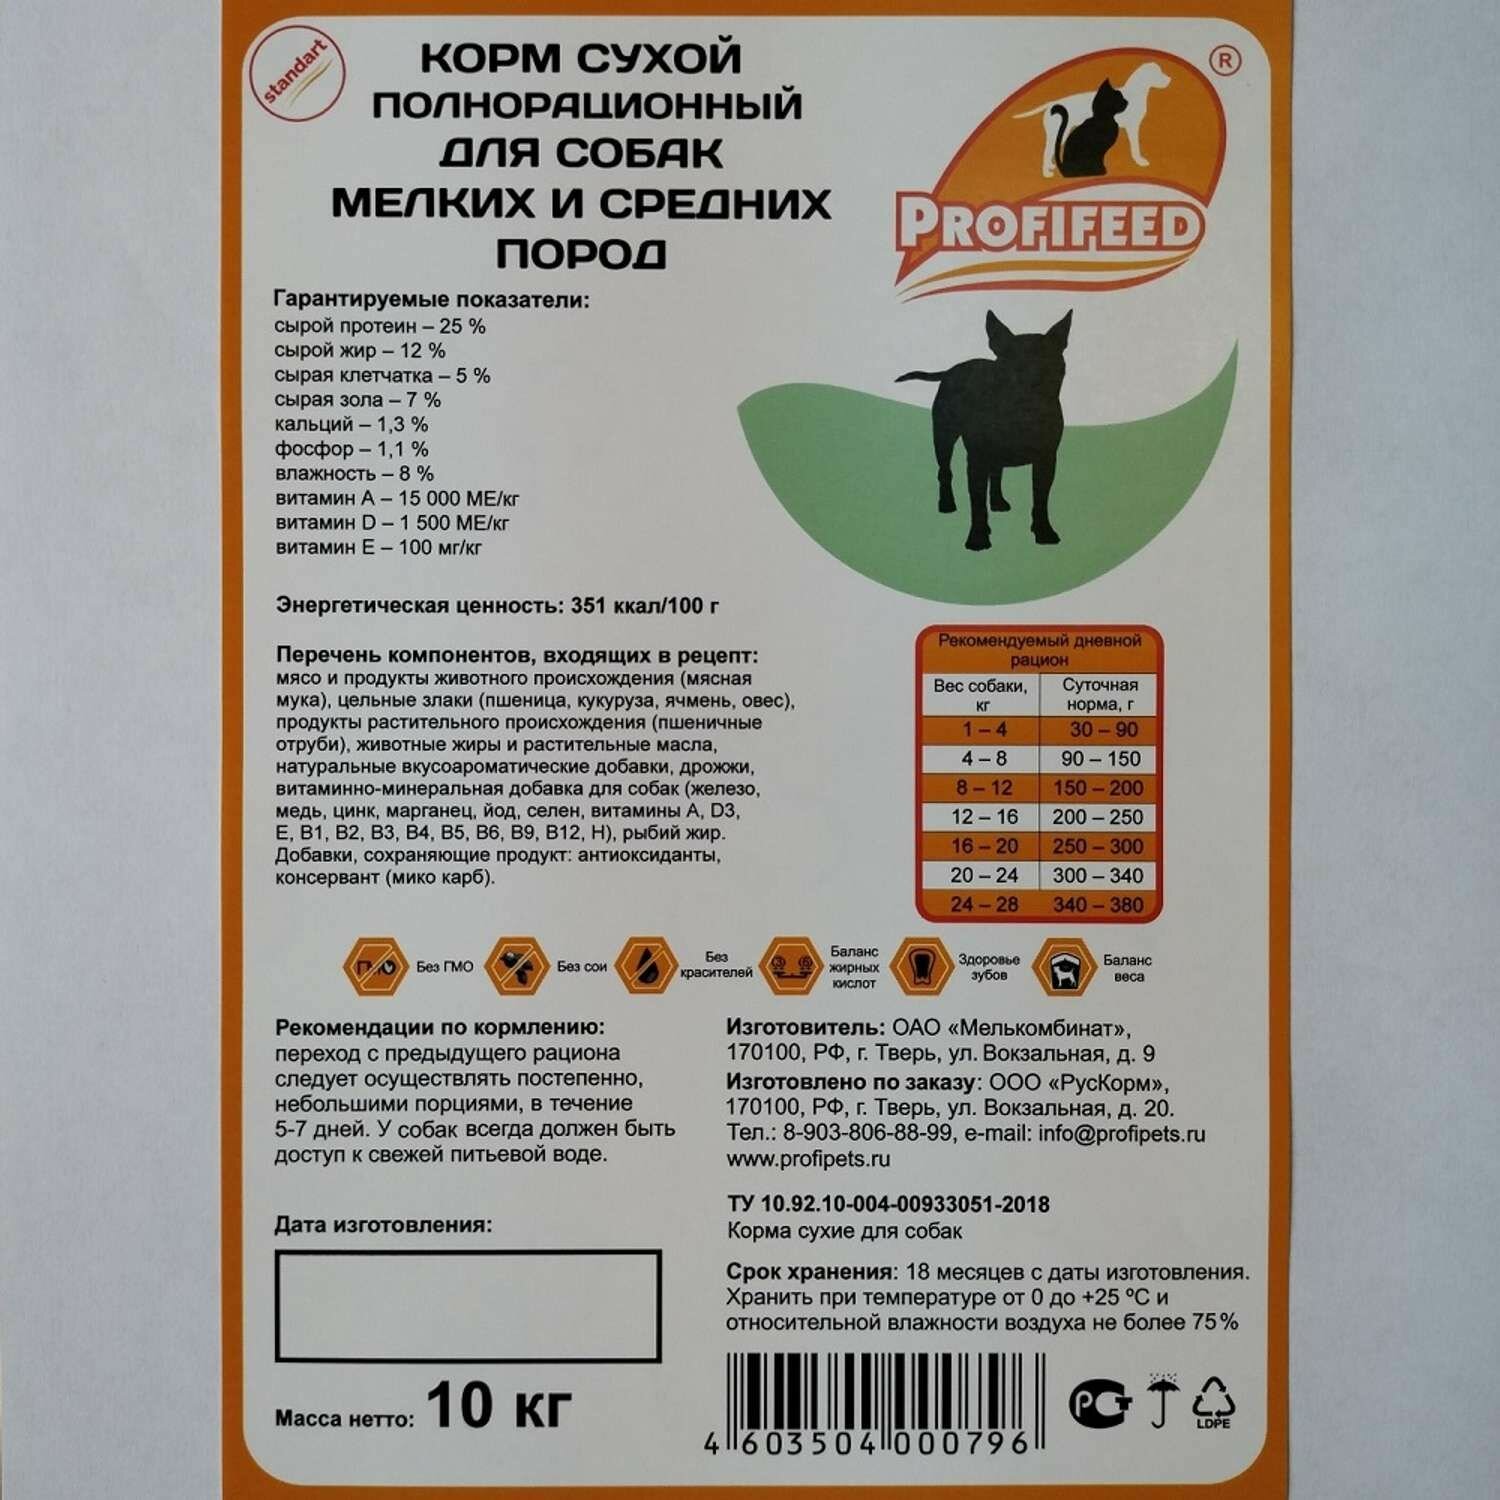 standart
КОРМ СУХОЙ
ПОЛНОРАЦИОННЫЙ
ДЛЯ СОБАК
МЕЛКИХ И СРЕДНИХ
ПОРОД
®
PROFIFEED
Гарантируемые показатели:
сырой протеин – 25 %
сырой жир – 12 %
сырая клетчатка – 5 %
сырая зола – 7 %
кальций – 1,3 %
фосфор – 1,1 %
влажность – 8 %
витамин А – 15 000 МЕ/кг
витамин D – 1 500 МЕ/кг
витамин Е – 100 мг/кг
Энергетическая ценность: 351 ккал/100 г
Перечень компонентов, входящих в рецепт:
мясо и продукты животного происхождения (мясная
мука), цельные злаки (пшеница, кукуруза, ячмень, овес),
продукты растительного происхождения (пшеничные
отруби), животные жиры и растительные масла,
натуральные вкусоароматические добавки, дрожжи,
витаминно-минеральная добавка для собак (железо,
медь, цинк, марганец, йод, селен, витамины А, D3,
Е, В1, В2, В3, В4, В5, В6, В9, В12, Н), рыбий жир.
Добавки, сохраняющие продукт: антиоксиданты,
консервант (мико карб).
Рекомендуемый дневной
рацион
Вес собаки, кг Суточная норма, г
1 – 4 30 – 90
4 – 8 90 – 150
8 – 12 150 – 200
12 – 16 200 – 250
16 – 20 250 – 300
20 – 24 300 – 340
24 – 28 340 – 380
ГМО Без ГМО
Без сои
Без
красителей
3 6
Баланс
жирных
кислот
Здоровье
зубов
Баланс
веса
Рекомендации по кормлению:
переход с предыдущего рациона
следует осуществлять постепенно,
небольшими порциями, в течение
5-7 дней. У собак всегда должен быть
доступ к свежей питьевой воде.
Дата изготовления:
Масса нетто: 10 кг
Изготовитель: ОАО «Мелькомбинат»,
170100, РФ, г. Тверь, ул. Вокзальная, д. 9
Изготовлено по заказу: ООО «РусКорм»,
170100, РФ, г. Тверь, ул. Вокзальная, д. 20.
Тел.: 8-903-806-88-99, e-mail: info@profipets.ru
www.profipets.ru
ТУ 10.92.10-004-00933051-2018
Корма сухие для собак
Срок хранения: 18 месяцев с даты изготовления.
Хранить при температуре от 0 до +25 ºС и
относительной влажности воздуха не более 75%
4 603504 000796
РСТ
LDPE